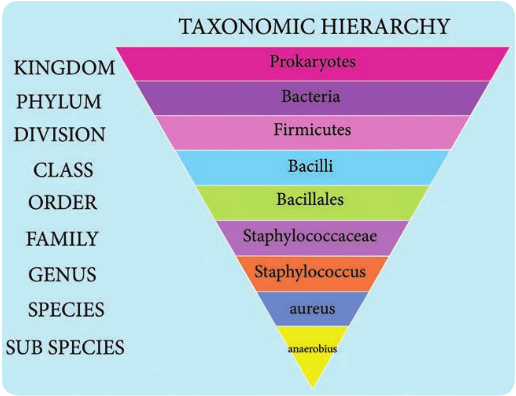 TAXONOMIC HIERARCHY
KINGDOM Prokaryotes
PHYLUM Bacteria
DIVISION Firmicutes
CLASS Bacilli
ORDER Bacillales
FAMILY Staphylococcaceae
GENUS Staphylococcus
SPECIES aureus
SUB SPECIES anaerobius